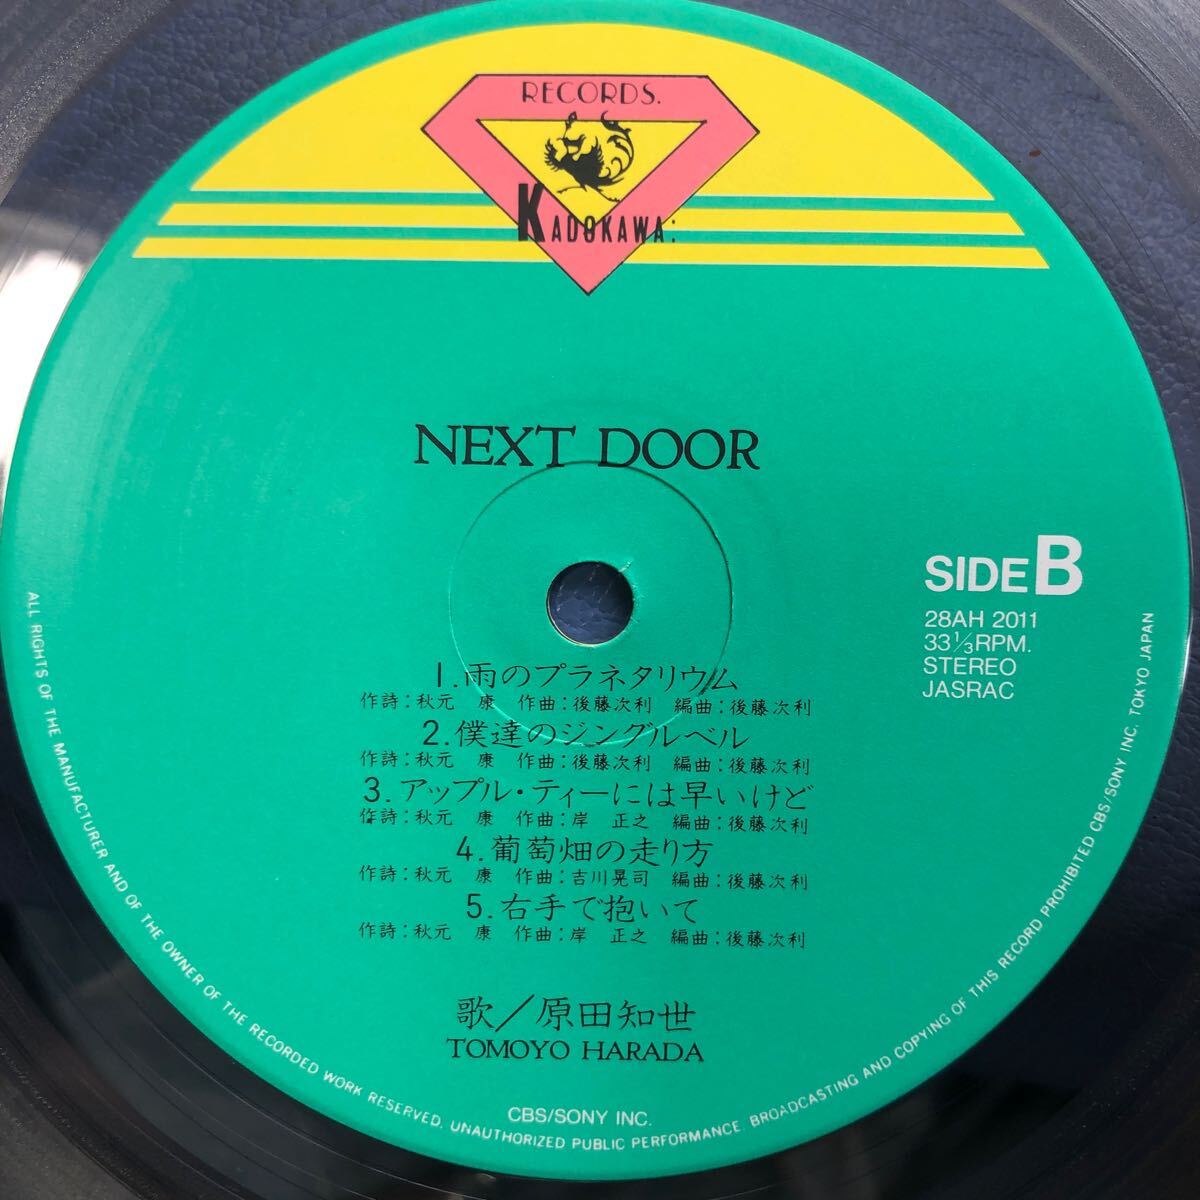 RECORDS.
KADOKAWA:
NEXT DOOR
SIDE B
28AH 2011
33⅓RPM.
STEREO
JASRAC
1.雨のプラネタリウム
作詩:秋元 康 作曲:後藤次利 編曲:後藤次利
2.僕達のジングルベル
作詩:秋元 康 作曲:後藤次利 編曲:後藤次利
3.アップル・ティーには早いけど
作詩:秋元 康 作曲:岸 正之 編曲:後藤次利
4.葡萄畑の走り方
作詩:秋元 康 作曲:吉川晃司 編曲:後藤次利
5.右手で抱いて
作詩:秋元 康 作曲:岸 正之 編曲:後藤次利
歌/原田知世
TOMOYO HARADA
CBS/SONY INC.
ALL RIGHTS OF THE MANUFACTURER AND OF THE OWNER OF THE RECORDED WORK RESERVED. UNAUTHORIZED PUBLIC PERFORMANCE. BROADCASTING AND COPYING OF THIS RECORD PROHIBITED CBS/SONY INC. TOKYO JAPAN